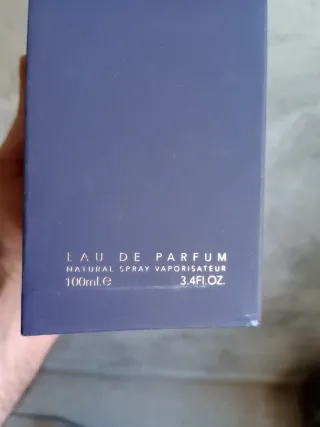 EAU DE PARFUM
NATURAL SPRAY VAPORISATEUR
100ml.℮ 3.4Fl.OZ.